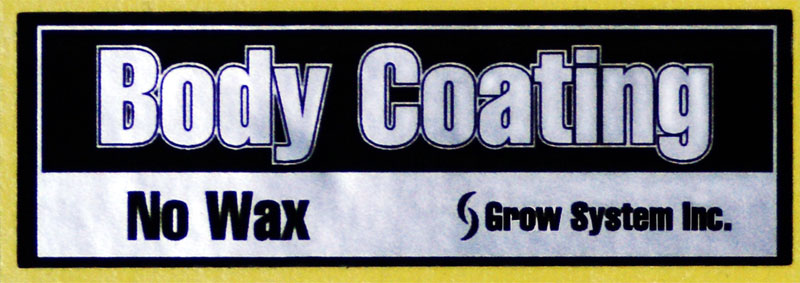 Body Coating
No Wax
Grow System Inc.